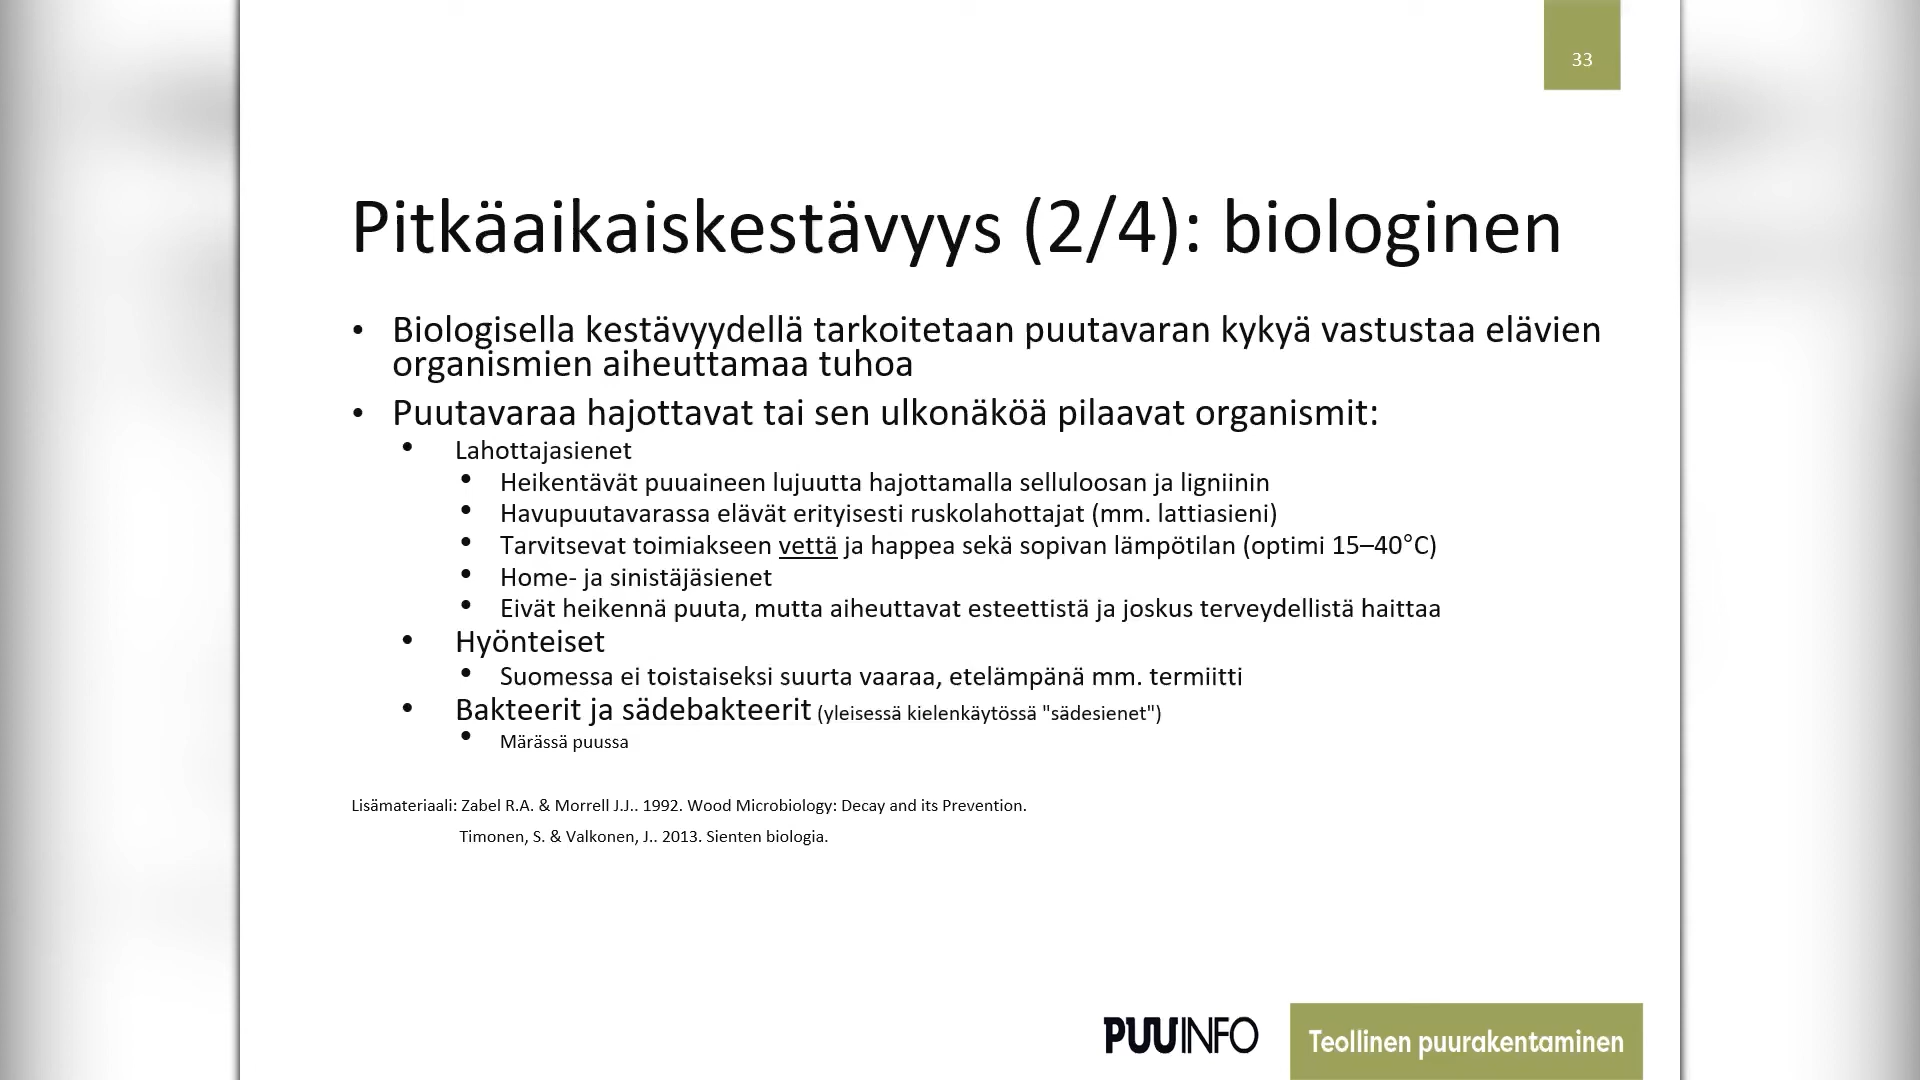 33
Pitkäaikaiskestävyys (2/4): biologinen
• Biologisella kestävyydellä tarkoitetaan puutavaran kykyä vastustaa elävien
organismien aiheuttamaa tuhoa
• Puutavaraa hajottavat tai sen ulkonäköä pilaavat organismit:
• Lahottajasienet
• Heikentävät puuaineen lujuutta hajottamalla selluloosan ja ligniinin
• Havupuutavarassa elävät erityisesti ruskolahottajat (mm. lattiasieni)
• Tarvitsevat toimiakseen vettä ja happea sekä sopivan lämpötilan (optimi 15–40°C)
• Home- ja sinistäjäsienet
• Eivät heikennä puuta, mutta aiheuttavat esteettistä ja joskus terveydellistä haittaa
• Hyönteiset
• Suomessa ei toistaiseksi suurta vaaraa, etelämpänä mm. termiitti
• Bakteerit ja sädebakteerit (yleisessä kielenkäytössä "sädesienet")
• Märässä puussa
Lisämateriaali: Zabel R.A. & Morrell J.J.. 1992. Wood Microbiology: Decay and its Prevention.
Timonen, S. & Valkonen, J.. 2013. Sienten biologia.
PUUINFO
Teollinen puurakentaminen